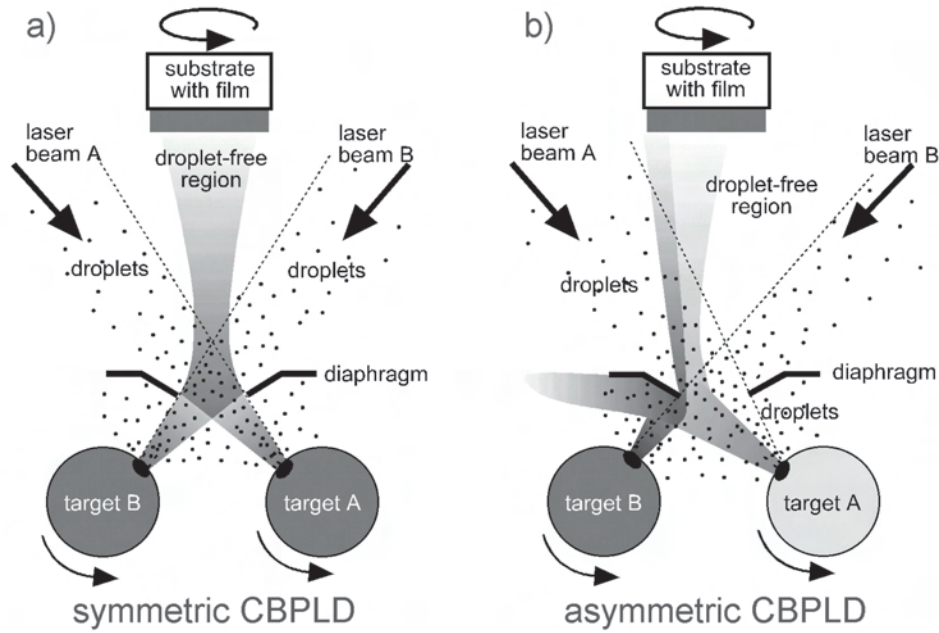 a)
substrate
with film
laser
beam A
laser
beam B
droplet-free
region
droplets
droplets
diaphragm
target B
target A
symmetric CBPLD
b)
substrate
with film
laser
beam A
laser
beam B
droplet-free
region
droplets
diaphragm
droplets
target B
target A
asymmetric CBPLD